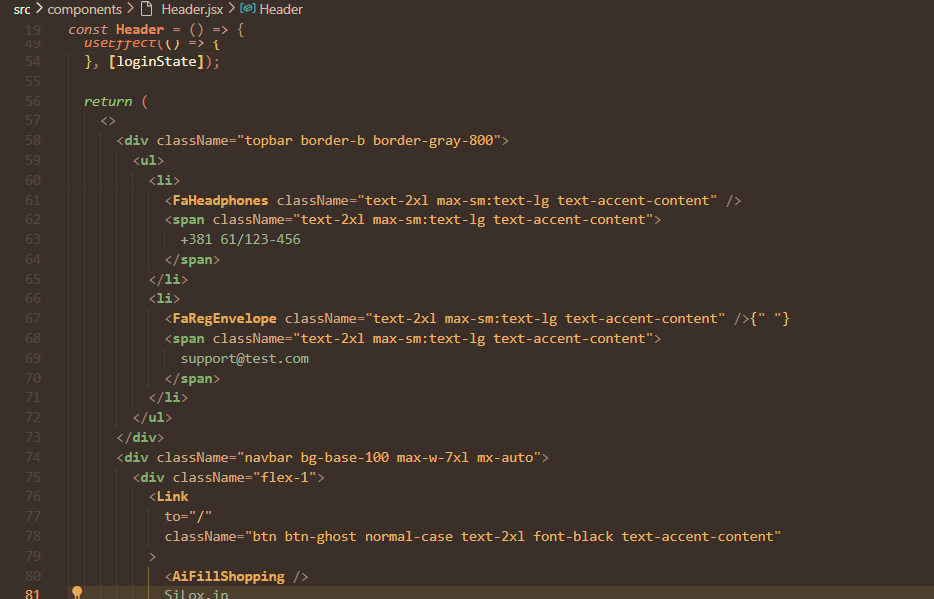 src > components > Header.jsx > Header
19 const Header = () => {
49 useEffect(() => {
54 }, [loginState]);
55
56 return (
57 <>
58 <div className="topbar border-b border-gray-800">
59 <ul>
60 <li>
61 <FaHeadphones className="text-2xl max-sm:text-lg text-accent-content" />
62 <span className="text-2xl max-sm:text-lg text-accent-content">
63 +381 61/123-456
64 </span>
65 </li>
66 <li>
67 <FaRegEnvelope className="text-2xl max-sm:text-lg text-accent-content" />{" "}
68 <span className="text-2xl max-sm:text-lg text-accent-content">
69 support@test.com
70 </span>
71 </li>
72 </ul>
73 </div>
74 <div className="navbar bg-base-100 max-w-7xl mx-auto">
75 <div className="flex-1">
76 <Link
77 to="/"
78 className="btn btn-ghost normal-case text-2xl font-black text-accent-content"
79 >
80 <AiFillShopping />
81 SiLox.in